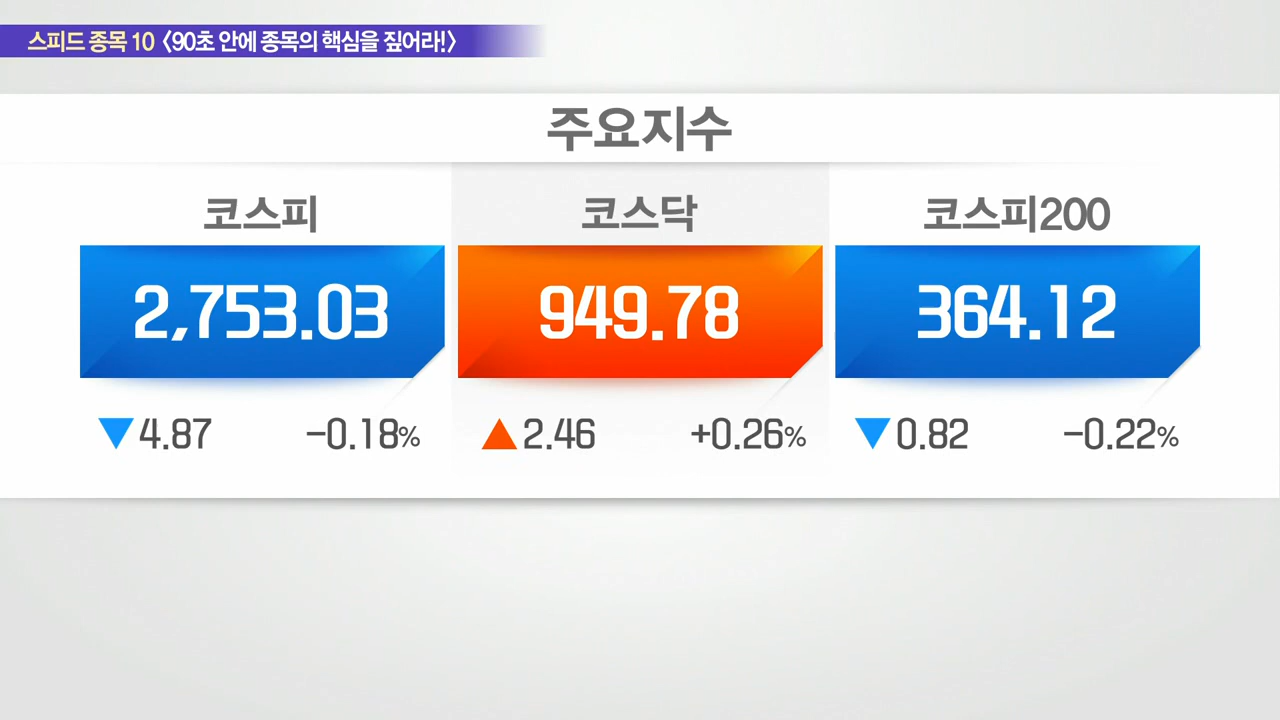 스피드 종목 10 〈90초 안에 종목의 핵심을 짚어라!〉
주요지수
코스피 코스닥 코스피200
2,753.03 949.78 364.12
▼4.87 -0.18% ▲2.46 +0.26% ▼0.82 -0.22%